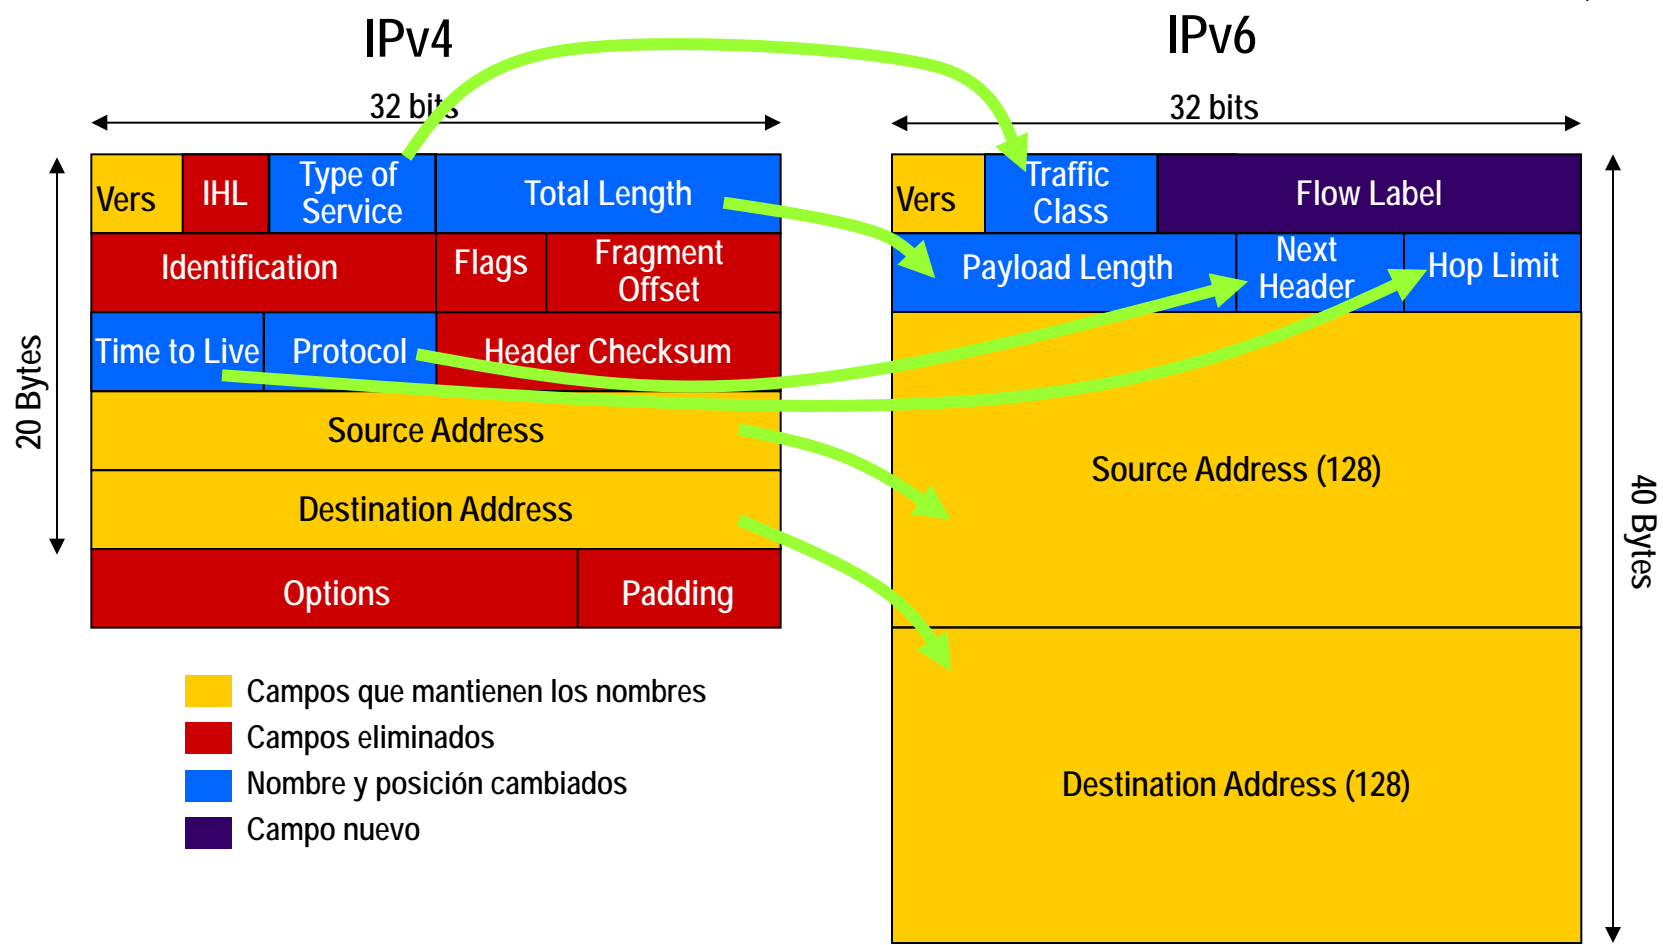 IPv4
IPv6
32 bits
32 bits
Vers
IHL
Type of
Service
Total Length
Vers
Traffic
Class
Flow Label
Identification
Flags
Fragment
Offset
Payload Length
Next
Header
Hop Limit
Time to Live
Protocol
Header Checksum
20 Bytes
Source Address
Source Address (128)
Destination Address
40 Bytes
Options
Padding
Campos que mantienen los nombres
Campos eliminados
Nombre y posición cambiados
Campo nuevo
Destination Address (128)